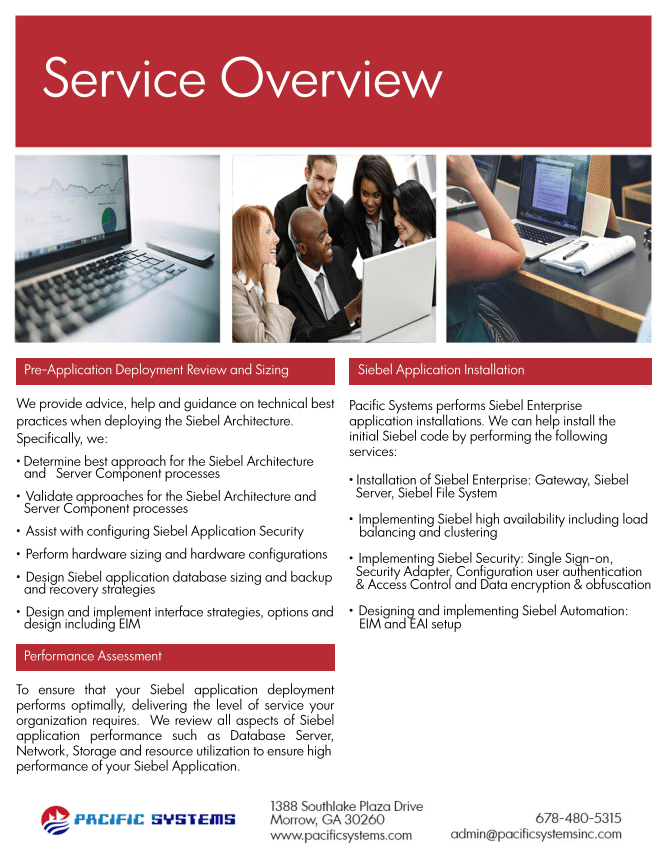 Service Overview
Pre-Application Deployment Review and Sizing
We provide advice, help and guidance on technical best
practices when deploying the Siebel Architecture.
Specifically, we:
• Determine best approach for the Siebel Architecture
and Server Component processes
• Validate approaches for the Siebel Architecture and
Server Component processes
• Assist with configuring Siebel Application Security
• Perform hardware sizing and hardware configurations
• Design Siebel application database sizing and backup
and recovery strategies
• Design and implement interface strategies, options and
design including EIM
Performance Assessment
To ensure that your Siebel application deployment
performs optimally, delivering the level of service your
organization requires. We review all aspects of Siebel
application performance such as Database Server,
Network, Storage and resource utilization to ensure high
performance of your Siebel Application.
Siebel Application Installation
Pacific Systems performs Siebel Enterprise
application installations. We can help install the
initial Siebel code by performing the following
services:
• Installation of Siebel Enterprise: Gateway, Siebel
Server, Siebel File System
• Implementing Siebel high availability including load
balancing and clustering
• Implementing Siebel Security: Single Sign-on,
Security Adapter, Configuration user authentication
& Access Control and Data encryption & obfuscation
• Designing and implementing Siebel Automation:
EIM and EAI setup
PACIFIC SYSTEMS
1388 Southlake Plaza Drive
Morrow, GA 30260
www.pacificsystems.com
678-480-5315
admin@pacificsystemsinc.com